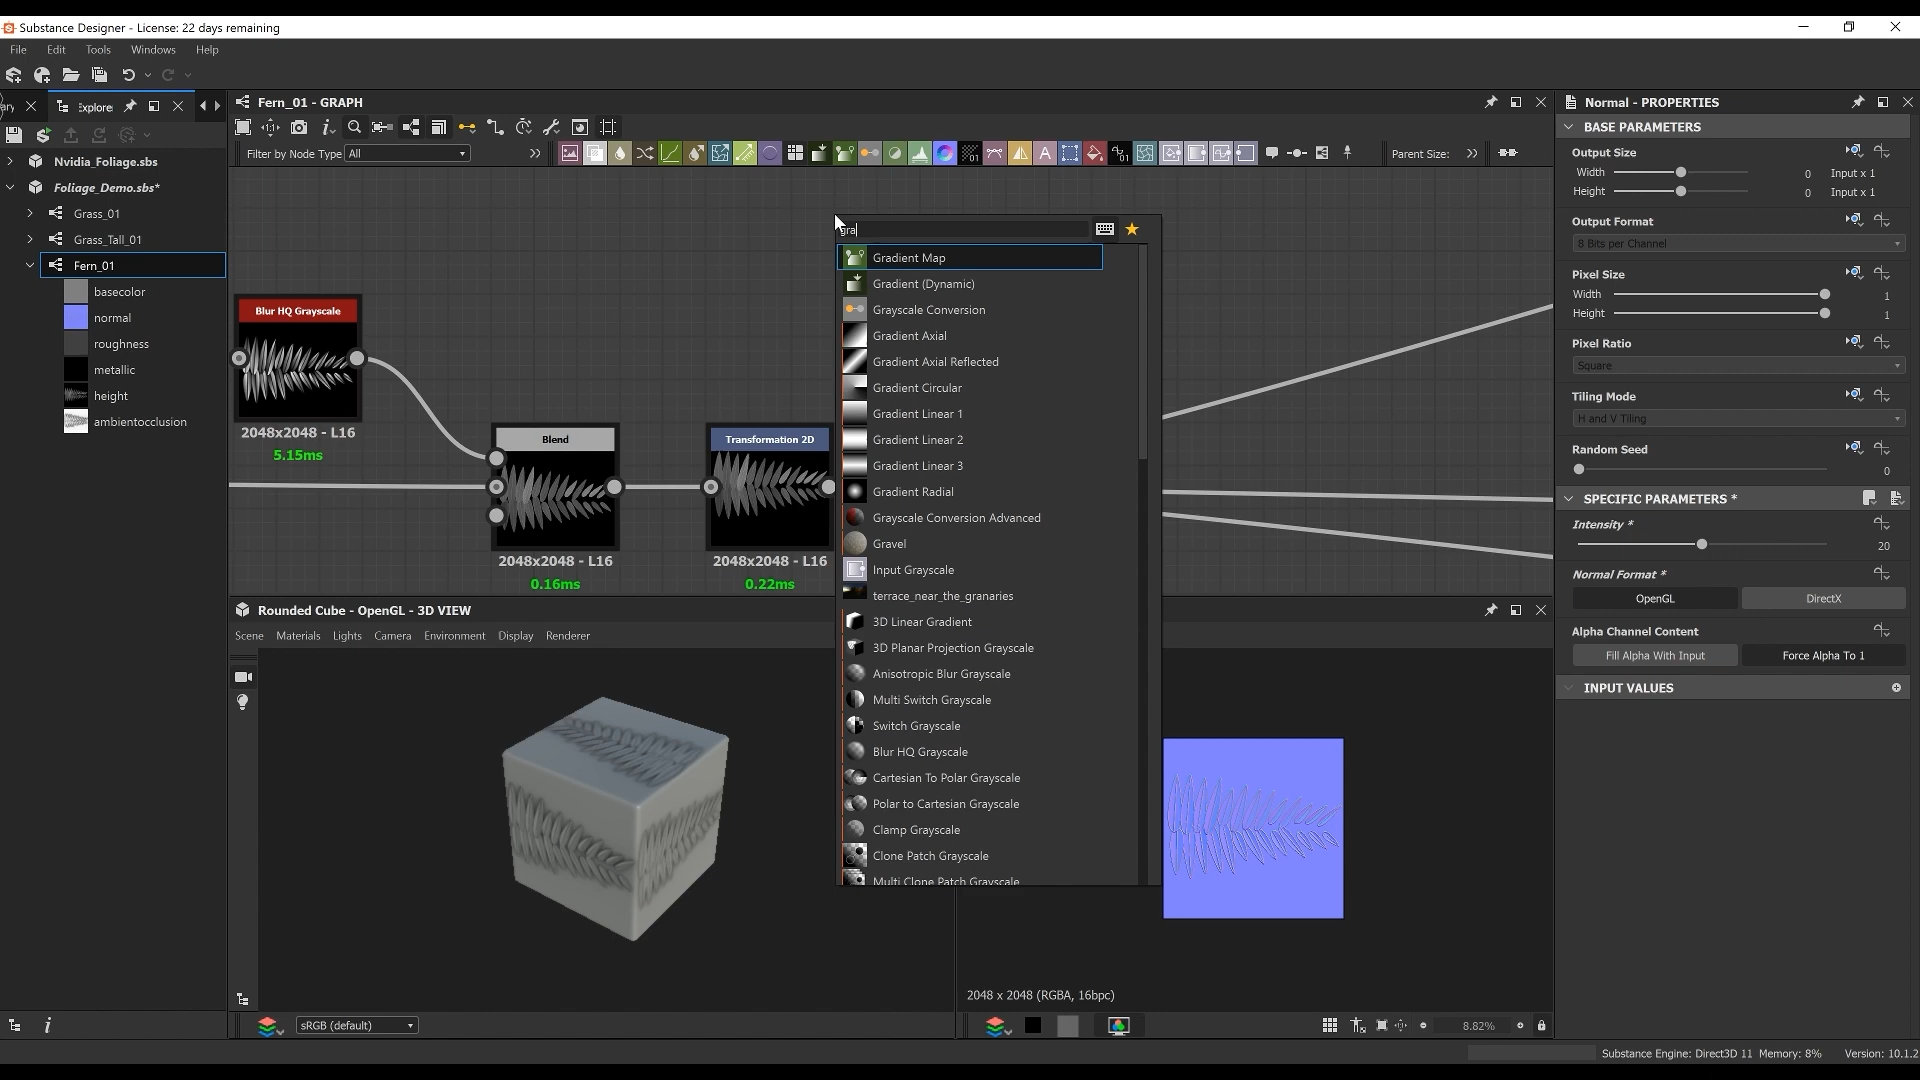 Substance Designer - License: 22 days remaining
File Edit Tools Windows Help
ary Explore
Fern_01 - GRAPH
Normal - PROPERTIES
Filter by Node Type All
Parent Size:
Nvidia_Foliage.sbs
Foliage_Demo.sbs*
Grass_01
Grass_Tall_01
Fern_01
basecolor
normal
roughness
metallic
height
ambientocclusion
Blur HQ Grayscale
2048x2048 - L16
5.15ms
Blend
2048x2048 - L16
0.16ms
Transformation 2D
2048x2048 - L16
0.22ms
gra
Gradient Map
Gradient (Dynamic)
Grayscale Conversion
Gradient Axial
Gradient Axial Reflected
Gradient Circular
Gradient Linear 1
Gradient Linear 2
Gradient Linear 3
Gradient Radial
Grayscale Conversion Advanced
Gravel
Input Grayscale
terrace_near_the_granaries
3D Linear Gradient
3D Planar Projection Grayscale
Anisotropic Blur Grayscale
Multi Switch Grayscale
Switch Grayscale
Blur HQ Grayscale
Cartesian To Polar Grayscale
Polar to Cartesian Grayscale
Clamp Grayscale
Clone Patch Grayscale
Multi Clone Patch Grayscale
Rounded Cube - OpenGL - 3D VIEW
Scene Materials Lights Camera Environment Display Renderer
sRGB (default)
2048 x 2048 (RGBA, 16bpc)
8.82%
BASE PARAMETERS
Output Size
Width 0 Input x 1
Height 0 Input x 1
Output Format
8 Bits per Channel
Pixel Size
Width 1
Height 1
Pixel Ratio
Square
Tiling Mode
H and V Tiling
Random Seed
0
SPECIFIC PARAMETERS *
Intensity *
20
Normal Format *
OpenGL DirectX
Alpha Channel Content
Fill Alpha With Input Force Alpha To 1
INPUT VALUES
Substance Engine: Direct3D 11 Memory: 8% Version: 10.1.2